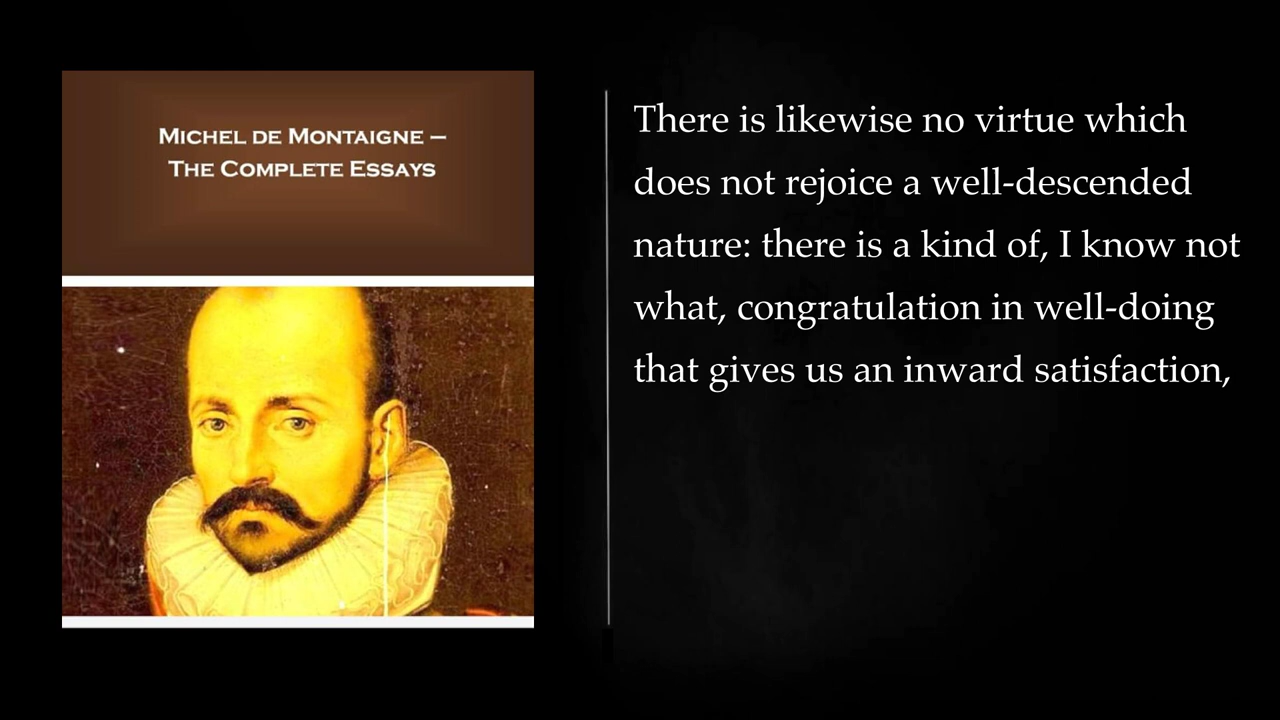 MICHEL DE MONTAIGNE –
THE COMPLETE ESSAYS
There is likewise no virtue which
does not rejoice a well-descended
nature: there is a kind of, I know not
what, congratulation in well-doing
that gives us an inward satisfaction,